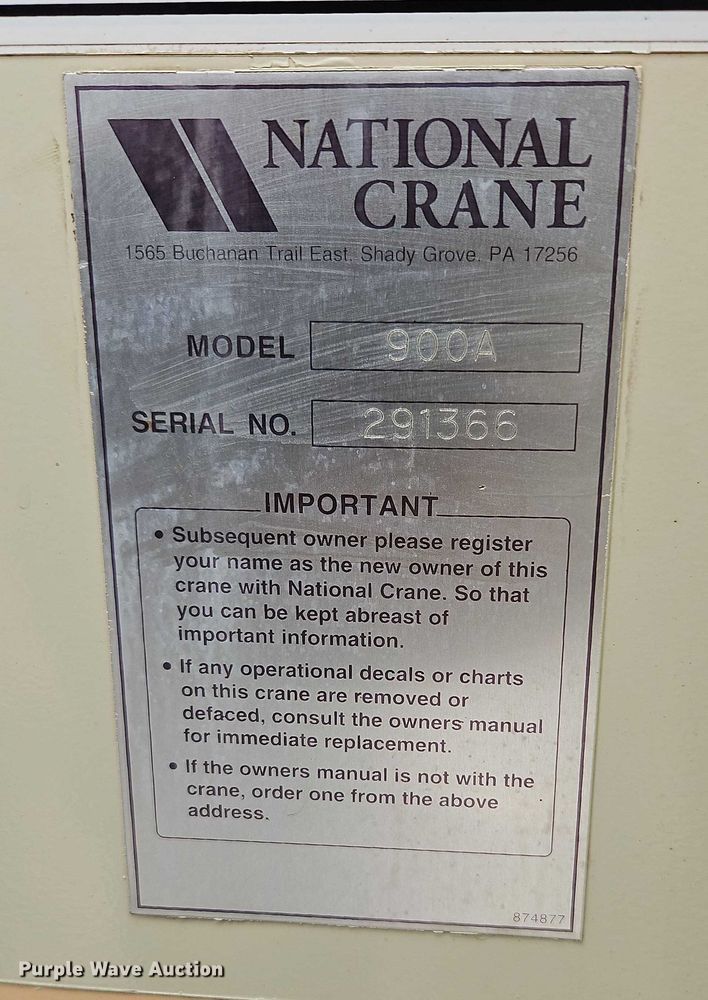 NATIONAL
CRANE
1565 Buchanan Trail East, Shady Grove, PA 17256
MODEL 900A
SERIAL NO. 291366
IMPORTANT
• Subsequent owner please register
your name as the new owner of this
crane with National Crane. So that
you can be kept abreast of
important information.
• If any operational decals or charts
on this crane are removed or
defaced, consult the owners manual
for immediate replacement.
• If the owners manual is not with the
crane, order one from the above
address.
874877
Purple Wave Auction